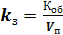 kз = Kоб/Vп